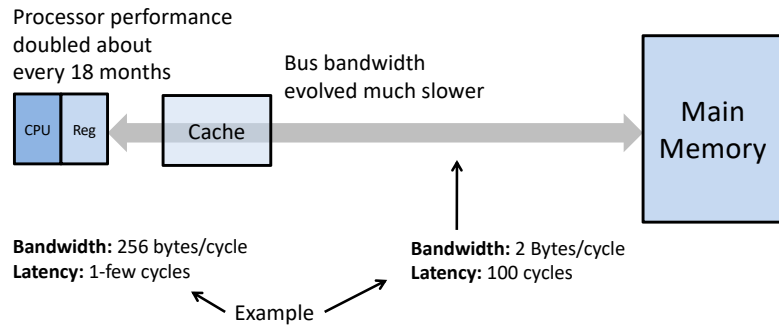 Processor performance
doubled about
every 18 months
Bus bandwidth
evolved much slower
CPU
Reg
Cache
Main
Memory
Bandwidth: 256 bytes/cycle
Latency: 1-few cycles
Bandwidth: 2 Bytes/cycle
Latency: 100 cycles
Example